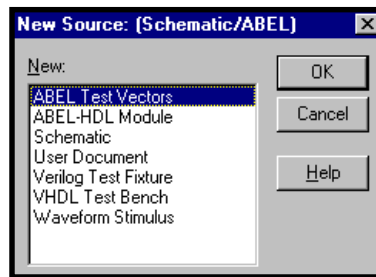 New Source: (Schematic/ABEL)
New:
ABEL Test Vectors
ABEL-HDL Module
Schematic
User Document
Verilog Test Fixture
VHDL Test Bench
Waveform Stimulus
OK
Cancel
Help